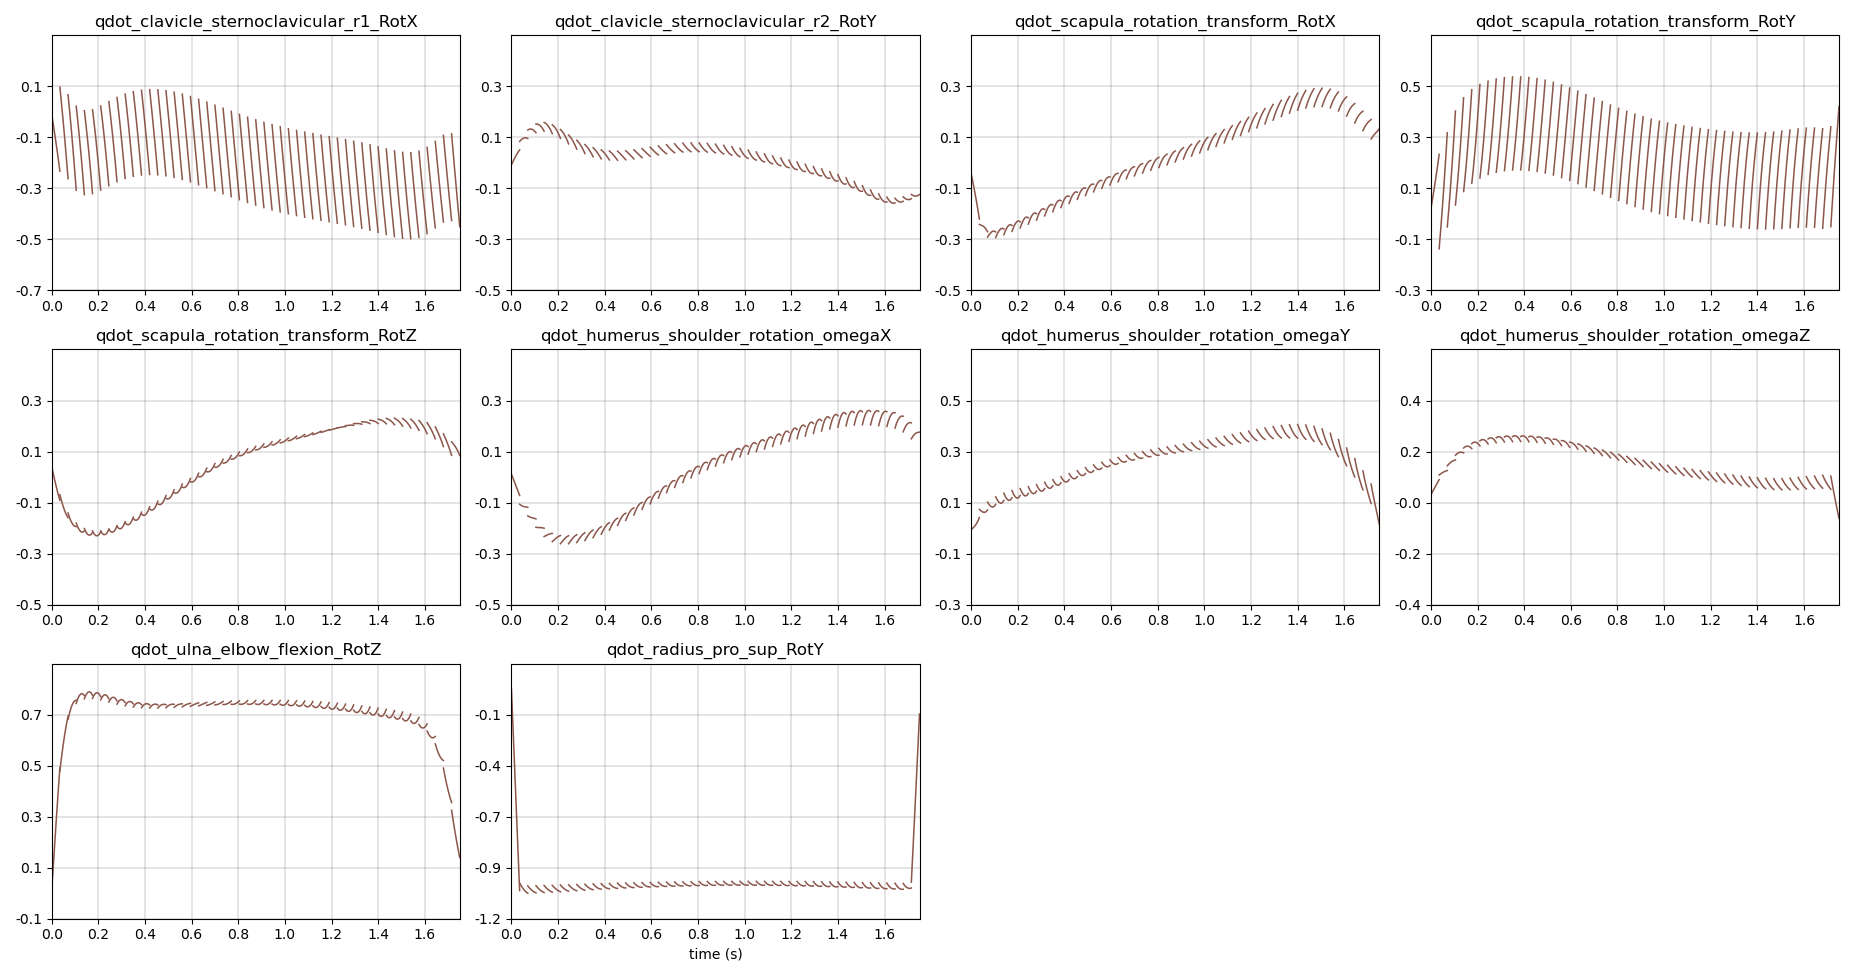 qdot_clavicle_sternoclavicular_r1_RotX
qdot_clavicle_sternoclavicular_r2_RotY
qdot_scapula_rotation_transform_RotX
qdot_scapula_rotation_transform_RotY
0.1
-0.1
-0.3
-0.5
-0.7
0.3
0.1
-0.1
-0.3
-0.5
0.3
0.1
-0.1
-0.3
-0.5
0.5
0.3
0.1
-0.1
-0.3
0.0 0.2 0.4 0.6 0.8 1.0 1.2 1.4 1.6
0.0 0.2 0.4 0.6 0.8 1.0 1.2 1.4 1.6
0.0 0.2 0.4 0.6 0.8 1.0 1.2 1.4 1.6
0.0 0.2 0.4 0.6 0.8 1.0 1.2 1.4 1.6
qdot_scapula_rotation_transform_RotZ
qdot_humerus_shoulder_rotation_omegaX
qdot_humerus_shoulder_rotation_omegaY
qdot_humerus_shoulder_rotation_omegaZ
0.3
0.1
-0.1
-0.3
-0.5
0.3
0.1
-0.1
-0.3
-0.5
0.5
0.3
0.1
-0.1
-0.3
0.4
0.2
-0.0
-0.2
-0.4
0.0 0.2 0.4 0.6 0.8 1.0 1.2 1.4 1.6
0.0 0.2 0.4 0.6 0.8 1.0 1.2 1.4 1.6
0.0 0.2 0.4 0.6 0.8 1.0 1.2 1.4 1.6
0.0 0.2 0.4 0.6 0.8 1.0 1.2 1.4 1.6
qdot_ulna_elbow_flexion_RotZ
qdot_radius_pro_sup_RotY
0.7
0.5
0.3
0.1
-0.1
-0.1
-0.4
-0.7
-0.9
-1.2
0.0 0.2 0.4 0.6 0.8 1.0 1.2 1.4 1.6
0.0 0.2 0.4 0.6 0.8 1.0 1.2 1.4 1.6
time (s)